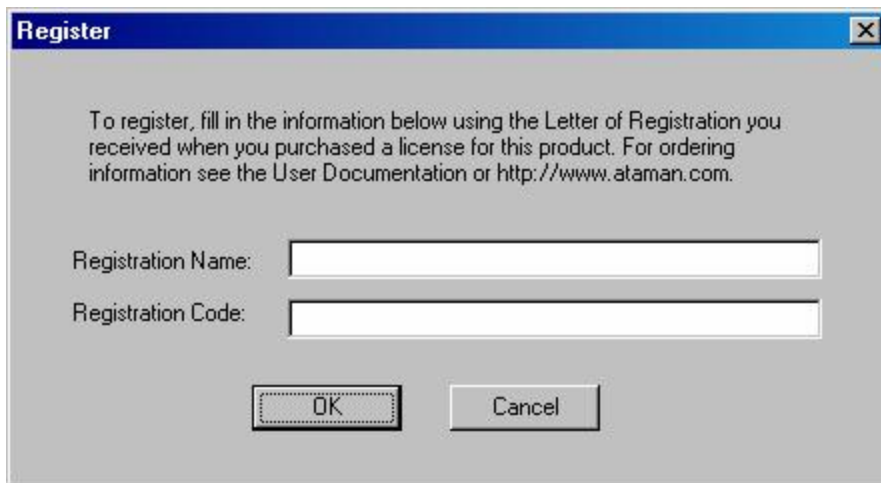 Register
To register, fill in the information below using the Letter of Registration you
received when you purchased a license for this product. For ordering
information see the User Documentation or http://www.ataman.com.
Registration Name:
Registration Code:
OK Cancel